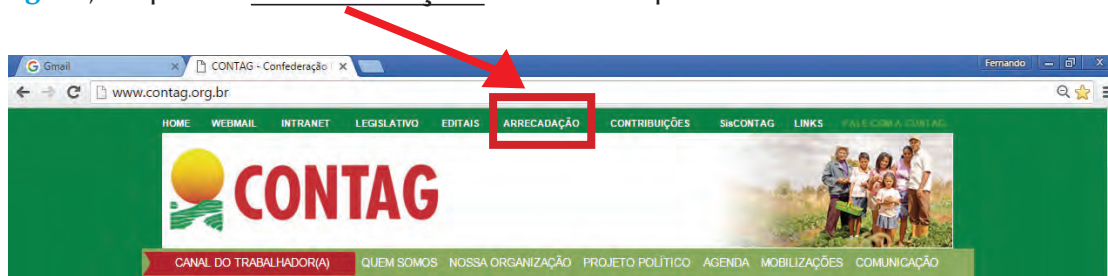 Gmail CONTAG - Confederação Fernando
www.contag.org.br
HOME WEBMAIL INTRANET LEGISLATIVO EDITAIS ARRECADAÇÃO CONTRIBUIÇÕES SisCONTAG LINKS FALE COM A CONTAG
CONTAG
CANAL DO TRABALHADOR(A) QUEM SOMOS NOSSA ORGANIZAÇÃO PROJETO POLÍTICO AGENDA MOBILIZAÇÕES COMUNICAÇÃO